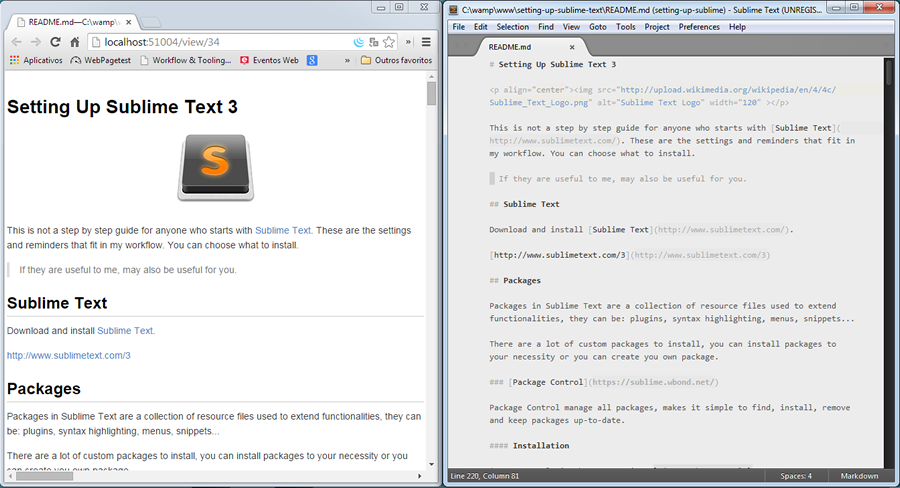 README.md—C:\wamp\
localhost:51004/view/34
Aplicativos WebPagetest Workflow & Tooling... Eventos Web » Outros favoritos
Setting Up Sublime Text 3
S
This is not a step by step guide for anyone who starts with Sublime Text. These are the settings
and reminders that fit in my workflow. You can choose what to install.
If they are useful to me, may also be useful for you.
Sublime Text
Download and install Sublime Text.
http://www.sublimetext.com/3
Packages
Packages in Sublime Text are a collection of resource files used to extend functionalities, they can
be: plugins, syntax highlighting, menus, snippets...
There are a lot of custom packages to install, you can install packages to your necessity or you
can create you own package.
C:\wamp\www\setting-up-sublime-text\README.md (setting-up-sublime) - Sublime Text (UNREGIS...
File Edit Selection Find View Goto Tools Project Preferences Help
README.md
# Setting Up Sublime Text 3
<p align="center"><img src="http://upload.wikimedia.org/wikipedia/en/4/4c/
Sublime_Text_Logo.png" alt="Sublime Text Logo" width="120" ></p>
This is not a step by step guide for anyone who starts with [Sublime Text](
http://www.sublimetext.com/). These are the settings and reminders that fit in
my workflow. You can choose what to install.
If they are useful to me, may also be useful for you.
## Sublime Text
Download and install [Sublime Text](http://www.sublimetext.com/).
[http://www.sublimetext.com/3](http://www.sublimetext.com/3)
## Packages
Packages in Sublime Text are a collection of resource files used to extend
functionalities, they can be: plugins, syntax highlighting, menus, snippets...
There are a lot of custom packages to install, you can install packages to
your necessity or you can create you own package.
### [Package Control](https://sublime.wbond.net/)
Package Control manage all packages, makes it simple to find, install, remove
and keep packages up-to-date.
#### Installation
Line 220, Column 81 Spaces: 4 Markdown